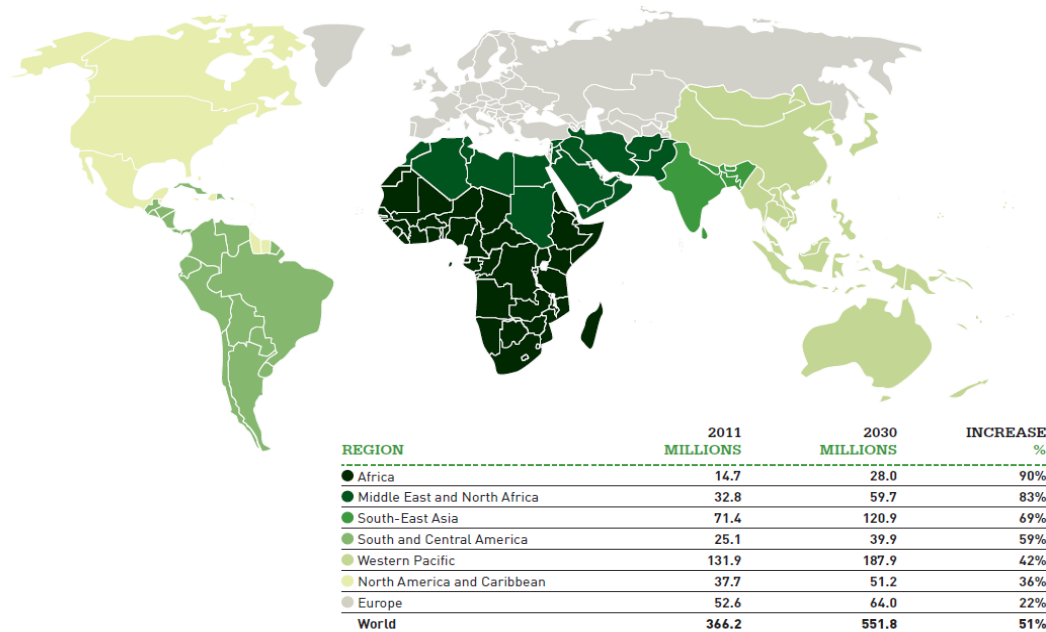 REGION 2011 MILLIONS 2030 MILLIONS INCREASE %
Africa 14.7 28.0 90%
Middle East and North Africa 32.8 59.7 83%
South-East Asia 71.4 120.9 69%
South and Central America 25.1 39.9 59%
Western Pacific 131.9 187.9 42%
North America and Caribbean 37.7 51.2 36%
Europe 52.6 64.0 22%
World 366.2 551.8 51%